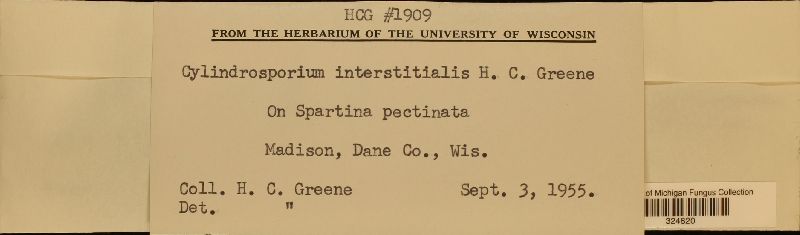 HCG #1909
FROM THE HERBARIUM OF THE UNIVERSITY OF WISCONSIN
Cylindrosporium interstitialis H. C. Greene
On Spartina pectinata
Madison, Dane Co., Wis.
Coll. H. C. Greene Sept. 3, 1955.
Det. "
of Michigan Fungus Collection
324620